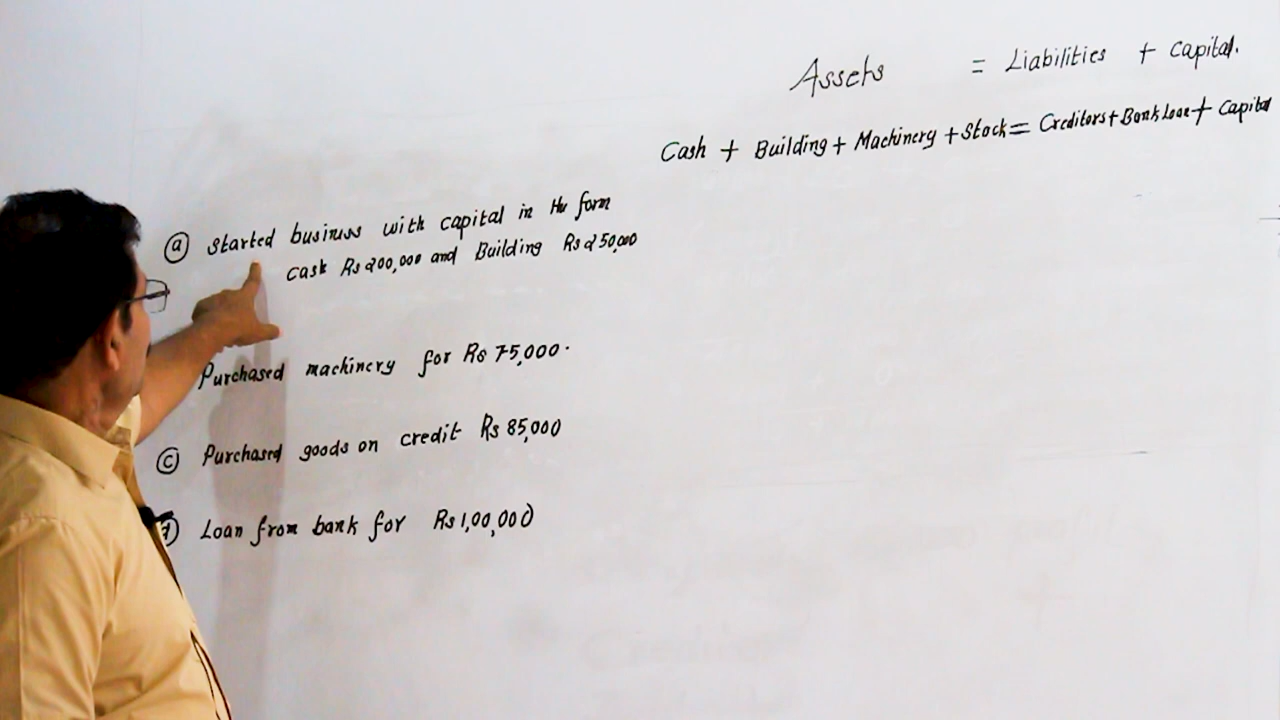 Assets = Liabilities + Capital.
Cash + Building + Machinery + Stock = Creditors + Bank Loan + Capital
ⓐ Started business with capital in the form
cash Rs 200,000 and Building Rs 250,000
Purchased machinery for Rs 75,000.
ⓒ Purchased goods on credit Rs 85,000
ⓓ Loan from bank for Rs 1,00,000